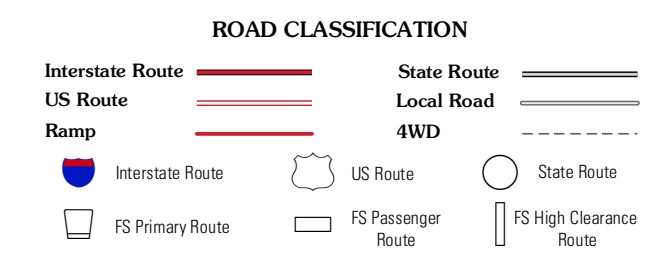 ROAD CLASSIFICATION
Interstate Route
State Route
US Route
Local Road
Ramp
4WD
Interstate Route
US Route
State Route
FS Primary Route
FS Passenger
Route
FS High Clearance
Route